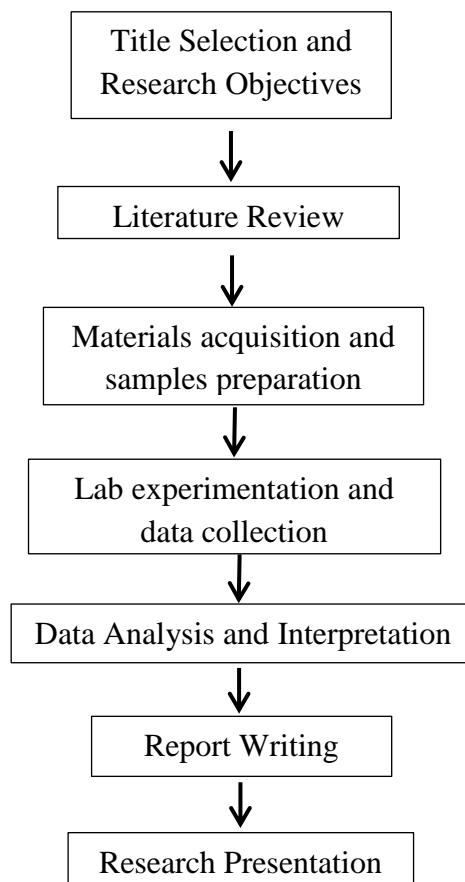 Title Selection and
Research Objectives
Literature Review
Materials acquisition and
samples preparation
Lab experimentation and
data collection
Data Analysis and Interpretation
Report Writing
Research Presentation